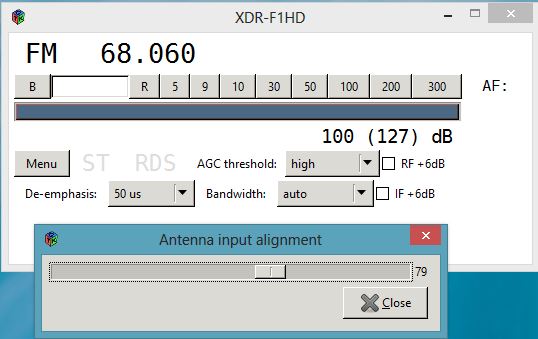 XDR-F1HD
FM 68.060
B R 5 9 10 30 50 100 200 300 AF:
100 (127) dB
Menu ST RDS AGC threshold: high RF +6dB
De-emphasis: 50 us Bandwidth: auto IF +6dB
Antenna input alignment
79
Close